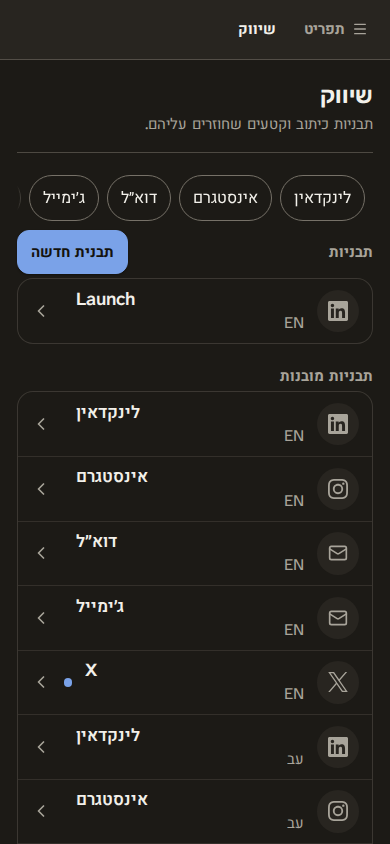 תפריט
שיווק
שיווק
תבניות כיתוב וקטעים שחוזרים עליהם.
לינקדאין
אינסטגרם
דוא״ל
ג׳ימייל
תבניות
תבנית חדשה
Launch
EN
תבניות מובנות
לינקדאין
EN
אינסטגרם
EN
דוא״ל
EN
ג׳ימייל
EN
X
EN
לינקדאין
עב
אינסטגרם
עב